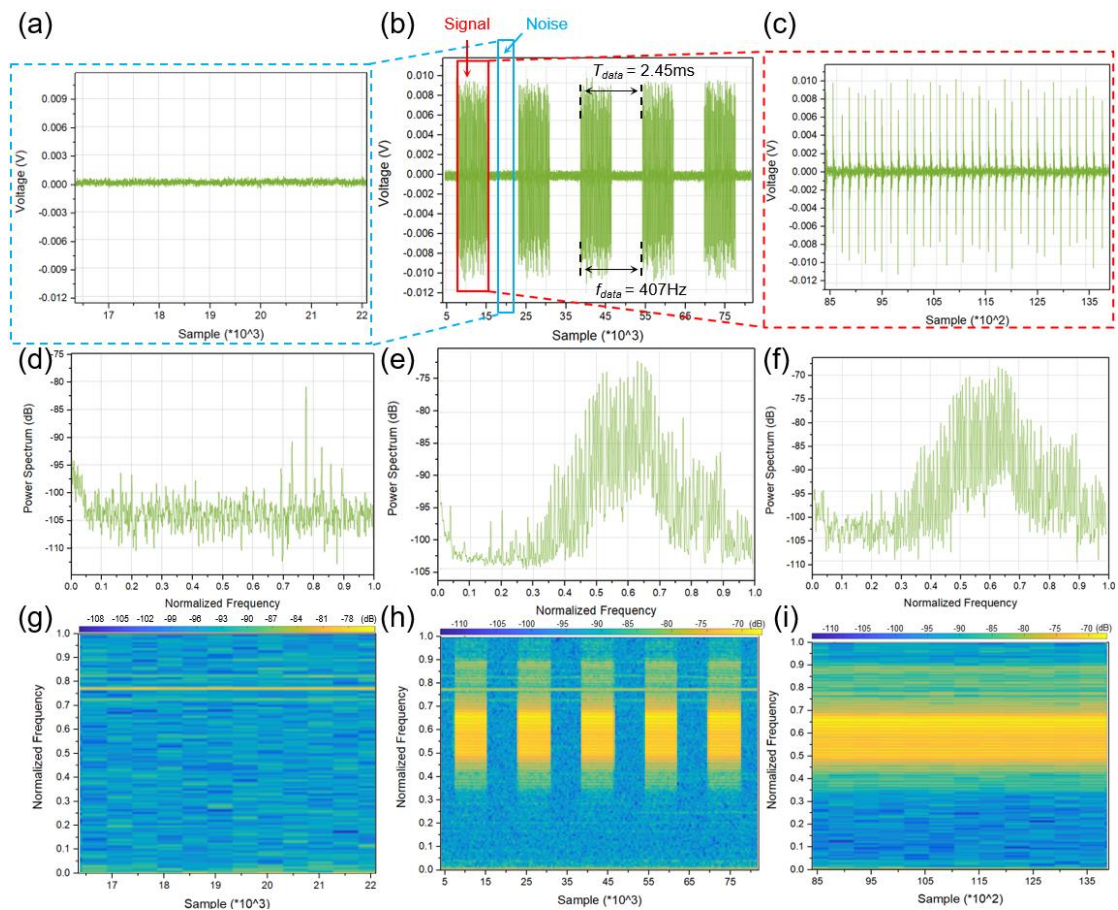 (a)
(b)
(c)
Signal
Noise
0.009
0.006
0.003
0.000
-0.003
-0.006
-0.009
-0.012
Voltage (V)
17 18 19 20 21 22
Sample (*10^3)
T_data = 2.45ms
f_data = 407Hz
0.010
0.008
0.006
0.004
0.002
0.000
-0.002
-0.004
-0.006
-0.008
-0.010
-0.012
Voltage (V)
5 15 25 35 45 55 65 75
Sample (*10^3)
0.010
0.008
0.006
0.004
0.002
0.000
-0.002
-0.004
-0.006
-0.008
-0.010
-0.012
Voltage (V)
85 95 105 115 125 135
Sample (*10^2)
(d)
(e)
(f)
-75
-80
-85
-90
-95
-100
-105
-110
Power Spectrum (dB)
0.0 0.1 0.2 0.3 0.4 0.5 0.6 0.7 0.8 0.9 1.0
Normalized Frequency
-75
-80
-85
-90
-95
-100
-105
Power Spectrum (dB)
0.0 0.1 0.2 0.3 0.4 0.5 0.6 0.7 0.8 0.9 1.0
Normalized Frequency
-70
-75
-80
-85
-90
-95
-100
-105
-110
Power Spectrum (dB)
0.0 0.1 0.2 0.3 0.4 0.5 0.6 0.7 0.8 0.9 1.0
Normalized Frequency
(g)
(h)
(i)
-108 -105 -102 -99 -96 -93 -90 -87 -84 -81 -78 (dB)
1.0
0.9
0.8
0.7
0.6
0.5
0.4
0.3
0.2
0.1
0.0
Normalized Frequency
17 18 19 20 21 22
Sample (*10^3)
-110 -100 -90 -80 -70 (dB)
1.0
0.9
0.8
0.7
0.6
0.5
0.4
0.3
0.2
0.1
0.0
Normalized Frequency
5 15 25 35 45 55 65 75
Sample (*10^3)
-110 -100 -90 -80 -70 (dB)
1.0
0.9
0.8
0.7
0.6
0.5
0.4
0.3
0.2
0.1
0.0
Normalized Frequency
85 95 105 115 125 135
Sample (*10^2)